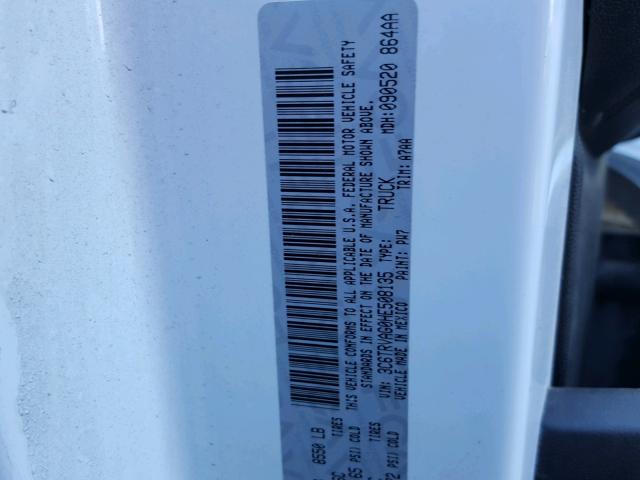 8550 LB TIRES
65 PSI/ COLD TIRES
PSI/ COLD
THIS VEHICLE CONFORMS TO ALL APPLICABLE U.S.A. FEDERAL MOTOR VEHICLE SAFETY
STANDARDS IN EFFECT ON THE DATE OF MANUFACTURE SHOWN ABOVE.
VIN: 3C6TRVAG0HE508135 TYPE: TRUCK MDH:090520 864AA
VEHICLE MADE IN MEXICO PAINT: PW7 TRIM: A7AA